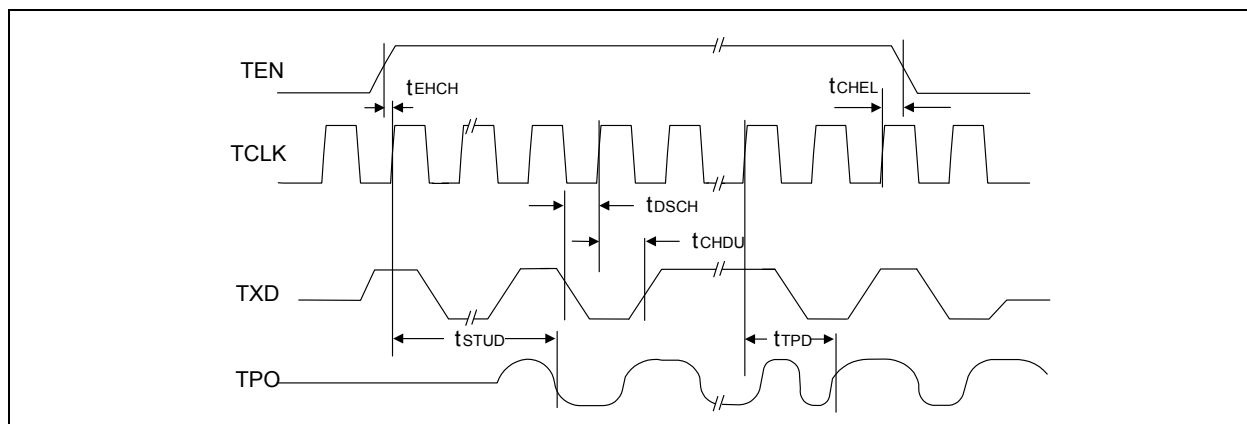 TEN
tEHCH
tCHEL
TCLK
tDSCH
tCHDU
TXD
tSTUD
tTPD
TPO